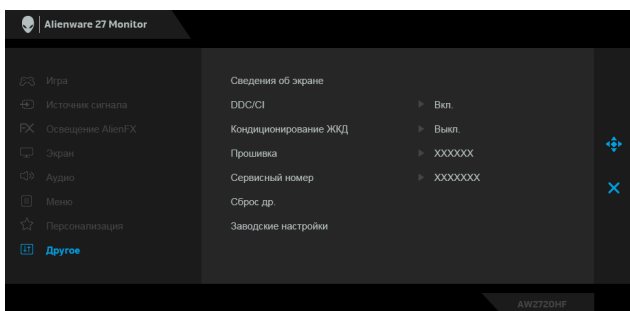 Alienware 27 Monitor
Игра
Источник сигнала
Освещение AlienFX
Экран
Аудио
Меню
Персонализация
Другое
Сведения об экране
DDC/CI Вкл.
Кондиционирование ЖКД Выкл.
Прошивка XXXXXX
Сервисный номер XXXXXXX
Сброс др.
Заводские настройки
AW2720HF